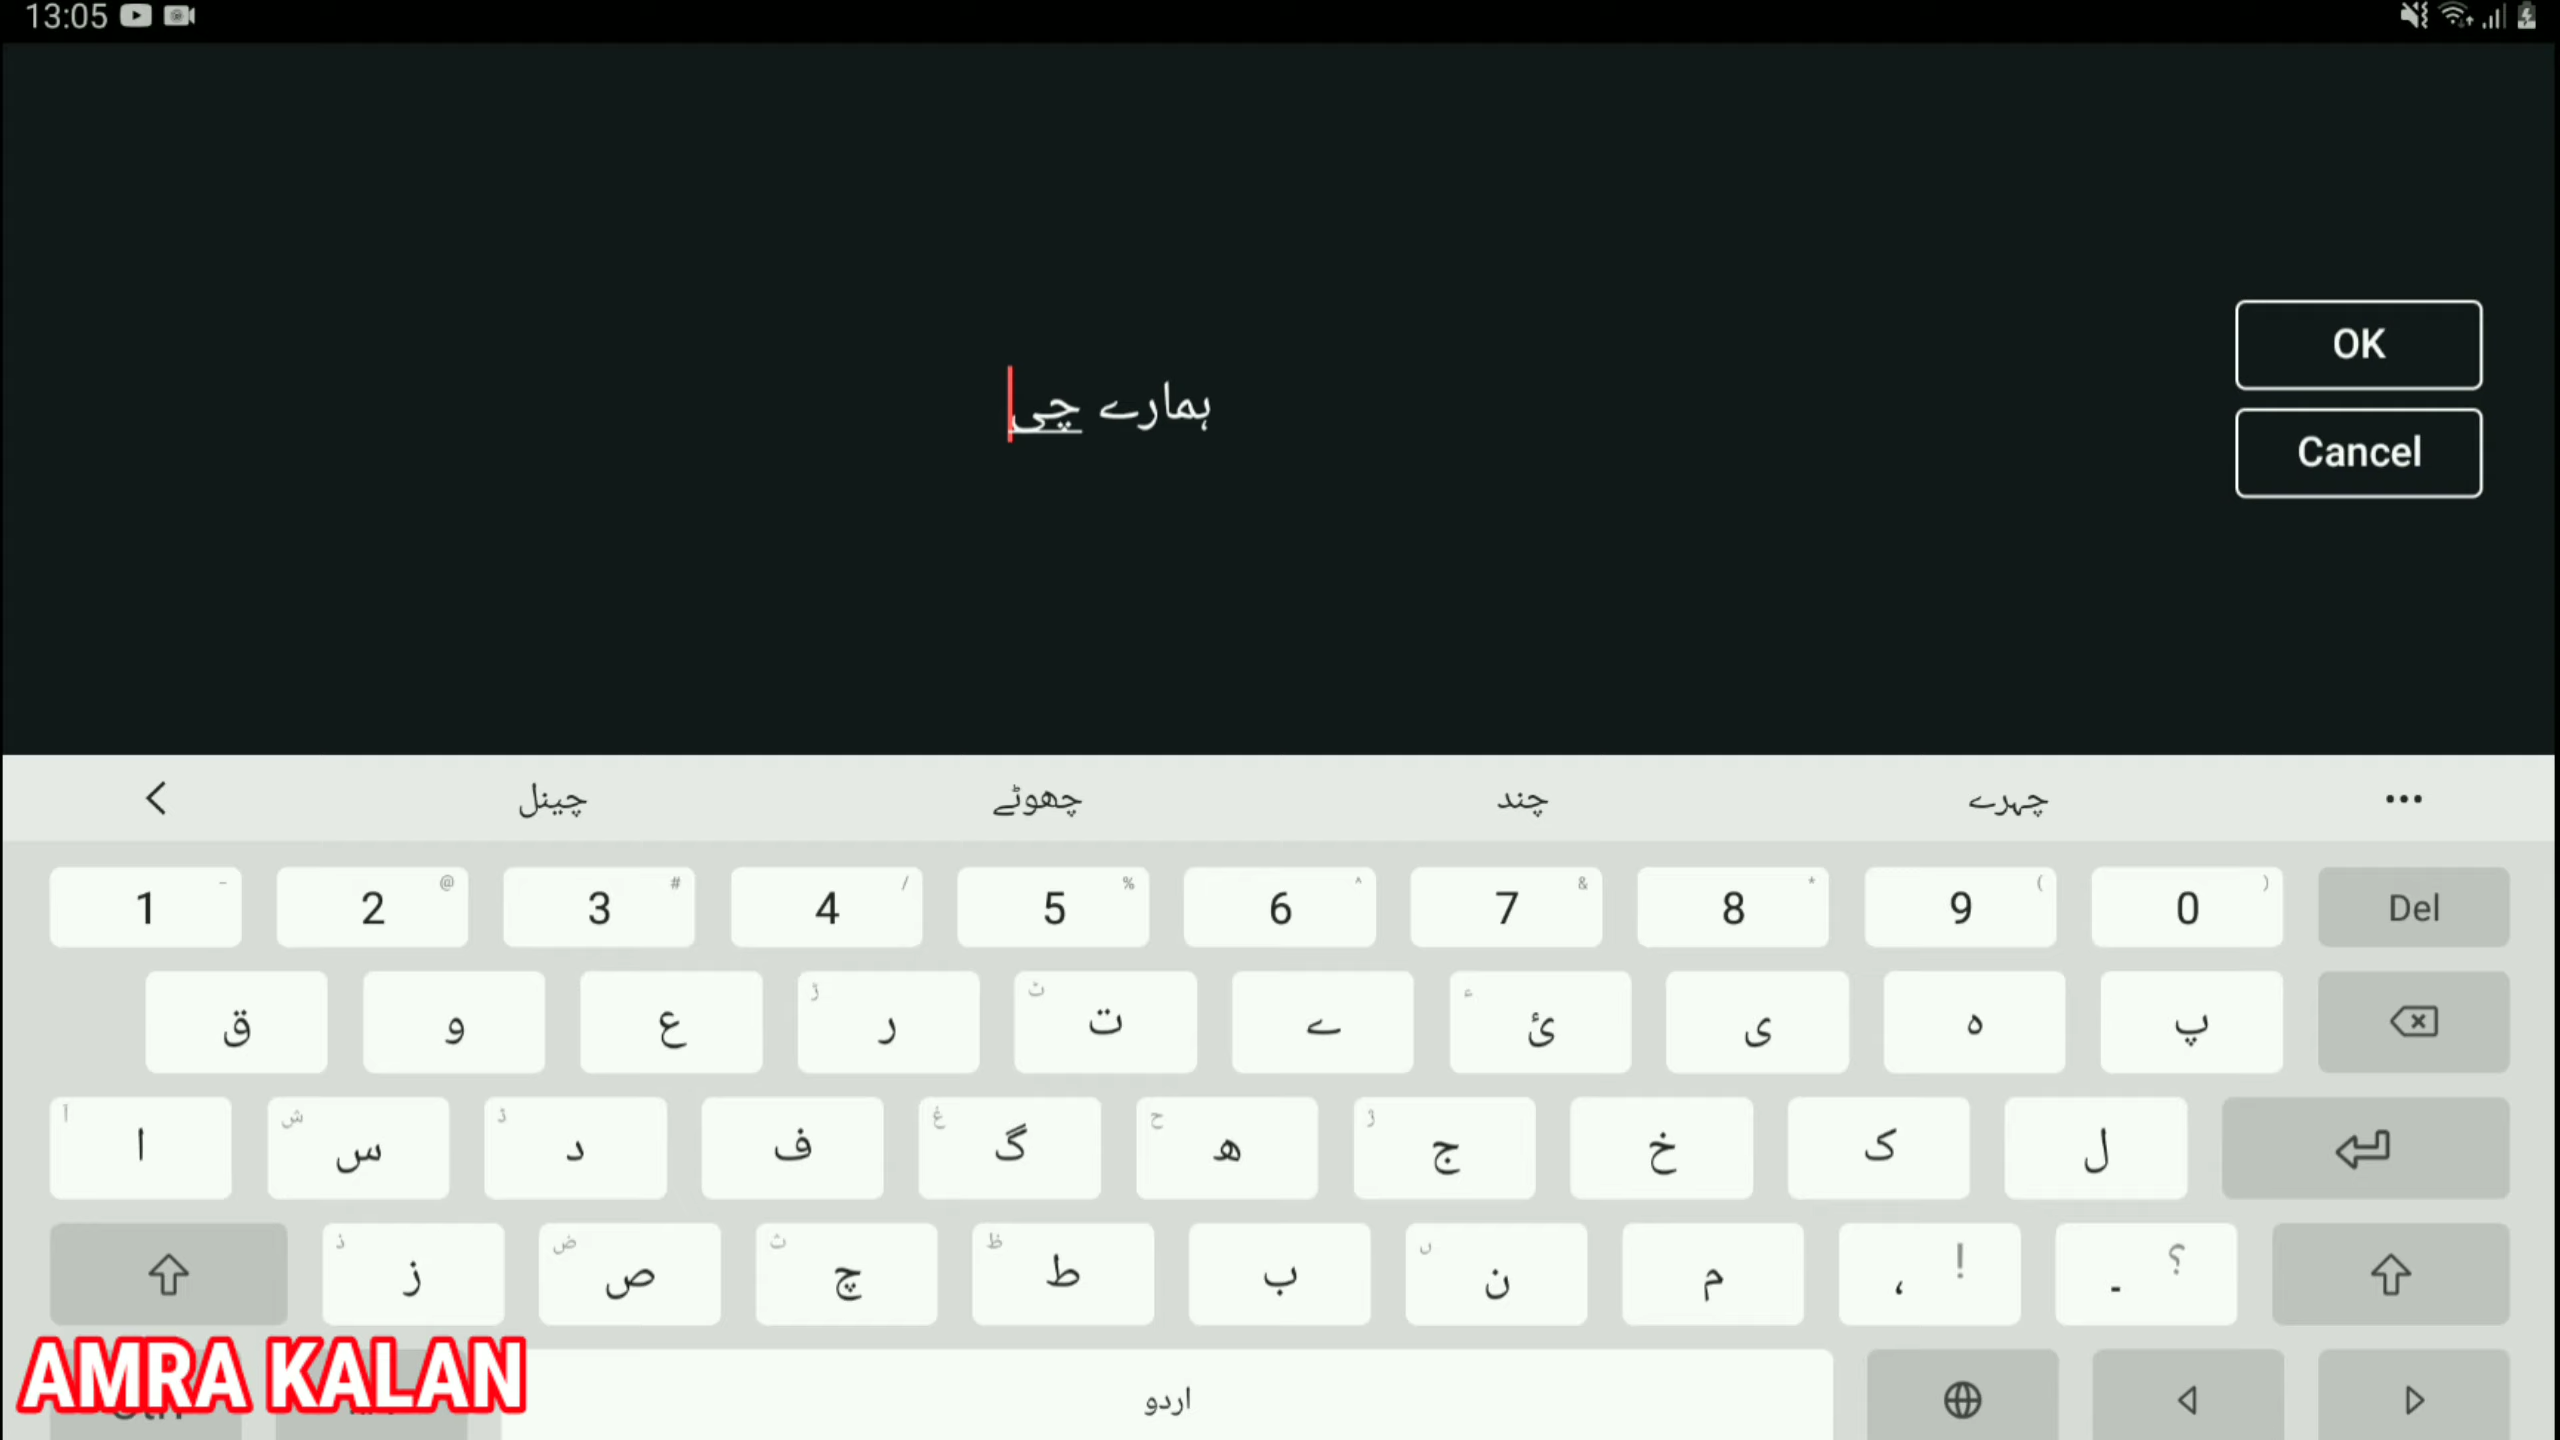 13:05
ہمارے چی
OK
Cancel
چینل چھوٹے چند چہرے
1 - 2 @ 3 # 4 / 5 % 6 ^ 7 & 8 * 9 ( 0 ) Del
ق و ع ر ڑ ت ٹ ے ئ ء ی ہ پ
ا آ س ش د ڈ ف گ غ ھ ح ج ژ خ ک ل
ز ذ ص ض چ ث ط ظ ب ن ں م ، ! ۔ ؟
AMRA KALAN
Ctrl اردو